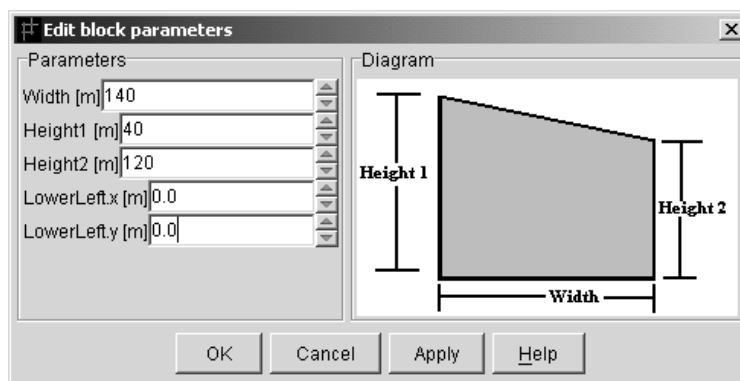 Edit block parameters
Parameters
Width [m] 140
Height1 [m] 40
Height2 [m] 120
LowerLeft.x [m] 0.0
LowerLeft.y [m] 0.0
Diagram
Height 1
Height 2
Width
OK Cancel Apply Help